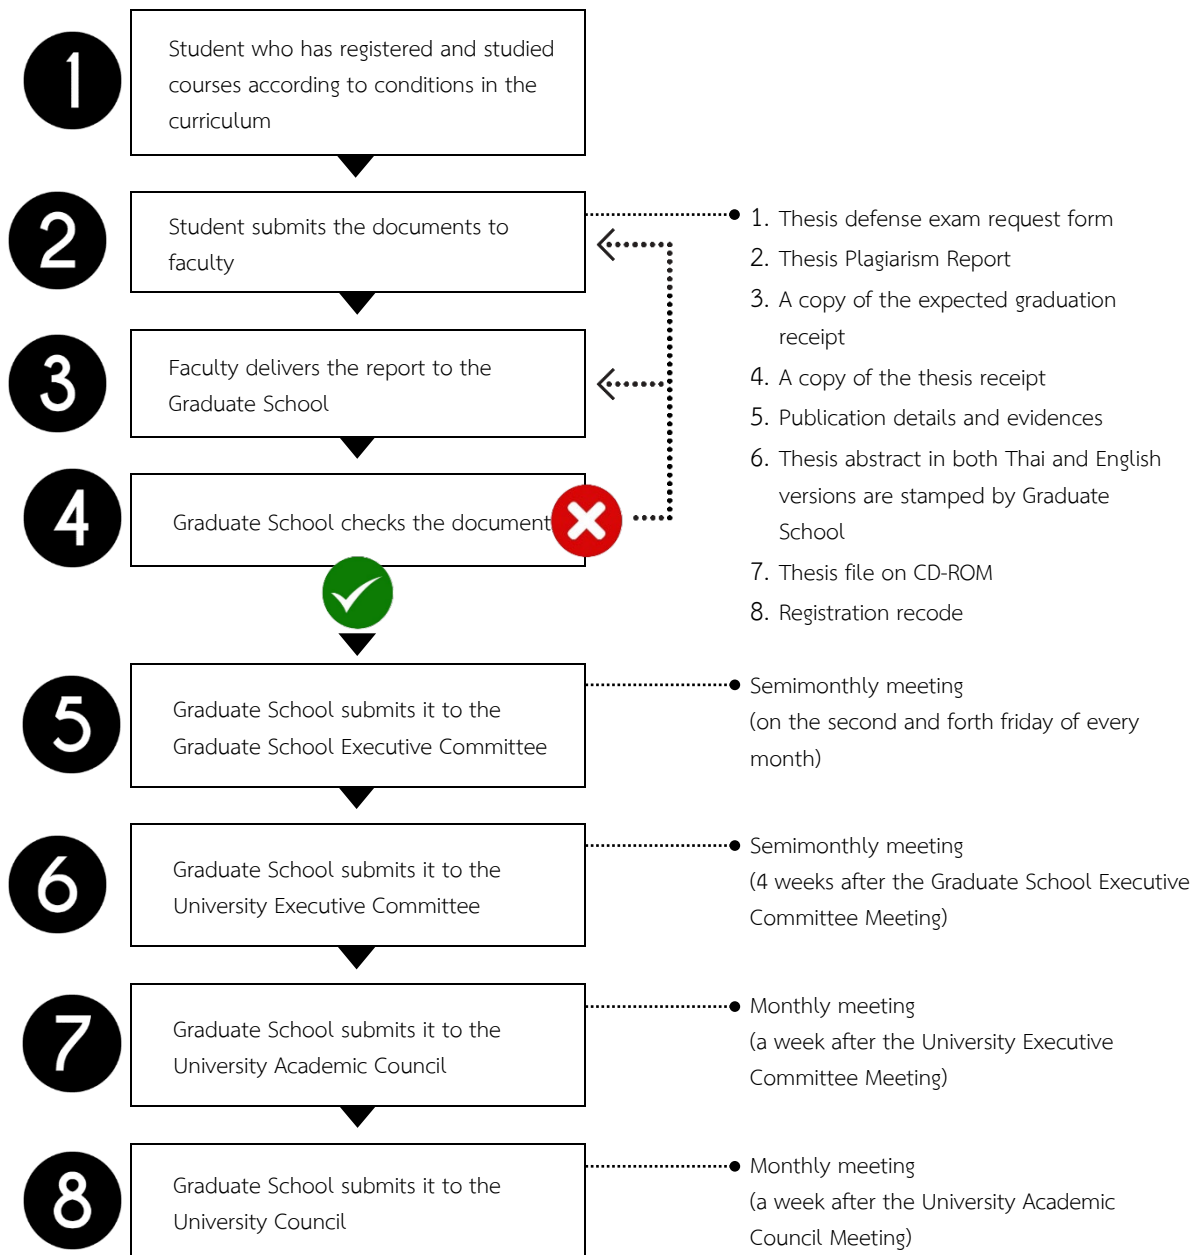 1
Student who has registered and studied
courses according to conditions in the
curriculum
2
Student submits the documents to
faculty
1. Thesis defense exam request form
2. Thesis Plagiarism Report
3. A copy of the expected graduation
receipt
4. A copy of the thesis receipt
5. Publication details and evidences
6. Thesis abstract in both Thai and English
versions are stamped by Graduate
School
7. Thesis file on CD-ROM
8. Registration recode
3
Faculty delivers the report to the
Graduate School
4
Graduate School checks the document
5
Graduate School submits it to the
Graduate School Executive Committee
Semimonthly meeting
(on the second and forth friday of every
month)
6
Graduate School submits it to the
University Executive Committee
Semimonthly meeting
(4 weeks after the Graduate School Executive
Committee Meeting)
7
Graduate School submits it to the
University Academic Council
Monthly meeting
(a week after the University Executive
Committee Meeting)
8
Graduate School submits it to the
University Council
Monthly meeting
(a week after the University Academic
Council Meeting)